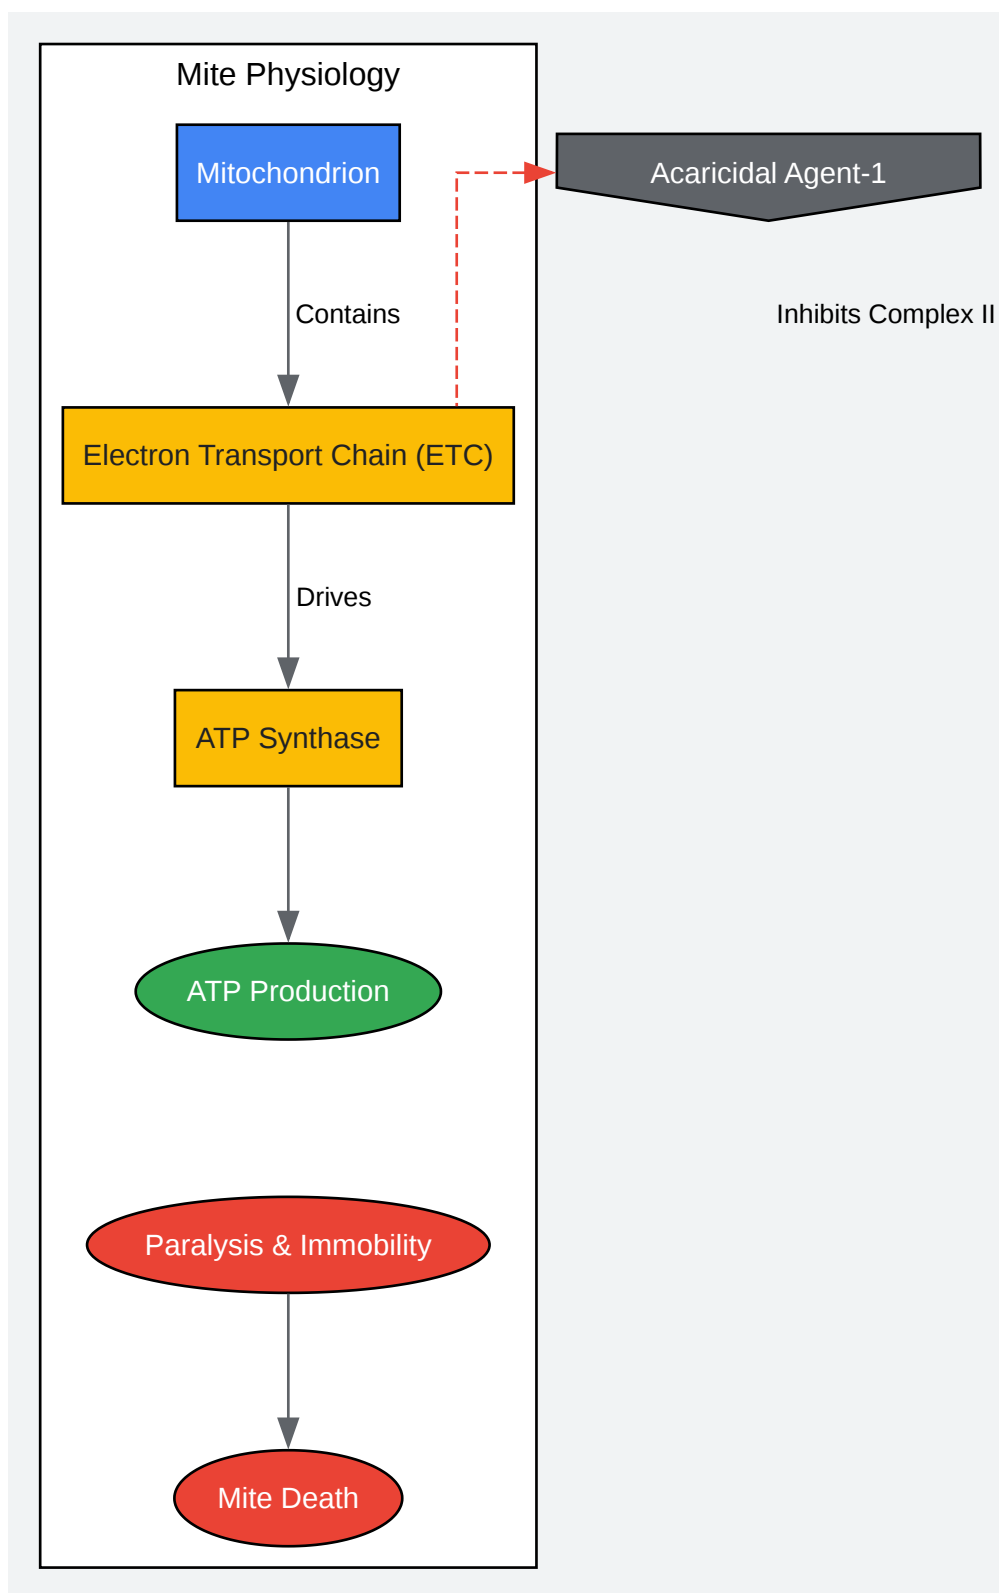 Mite Physiology
Mitochondrion
Acaricidal Agent-1
Contains
Inhibits Complex II
Electron Transport Chain (ETC)
Drives
ATP Synthase
ATP Production
Paralysis & Immobility
Mite Death